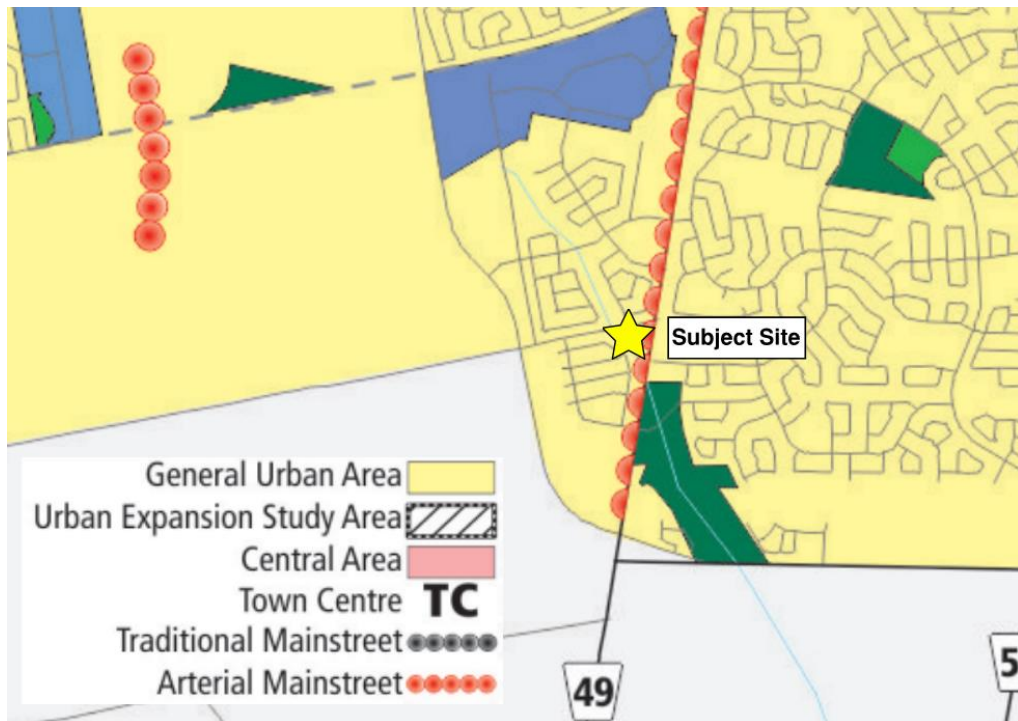 Subject Site
General Urban Area
Urban Expansion Study Area
Central Area
Town Centre TC
Traditional Mainstreet
Arterial Mainstreet
49
5